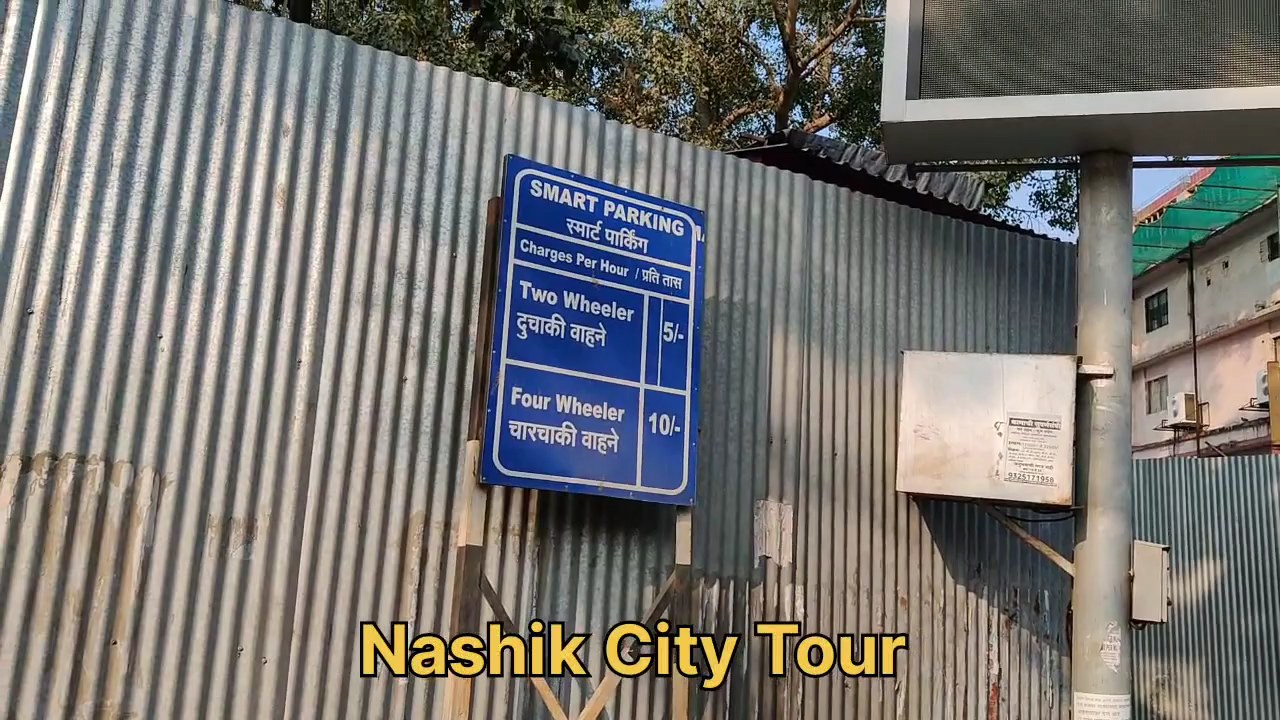 SMART PARKING
स्मार्ट पार्किंग
Charges Per Hour / प्रति तास
Two Wheeler
दुचाकी वाहने
5/-
Four Wheeler
चारचाकी वाहने
10/-
9325171958
Nashik City Tour